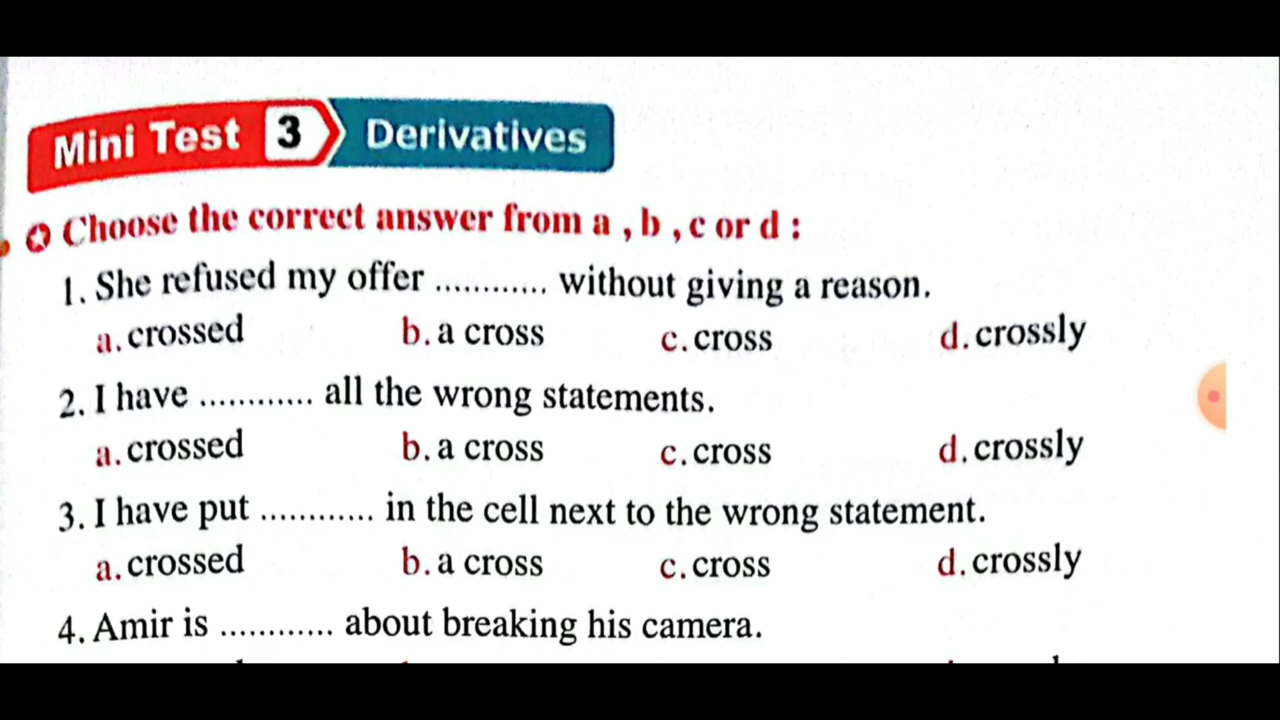 Mini Test 3 Derivatives
Choose the correct answer from a , b , c or d :
1. She refused my offer ............ without giving a reason.
a. crossed b. a cross c. cross d. crossly
2. I have ............ all the wrong statements.
a. crossed b. a cross c. cross d. crossly
3. I have put ............ in the cell next to the wrong statement.
a. crossed b. a cross c. cross d. crossly
4. Amir is ............ about breaking his camera.